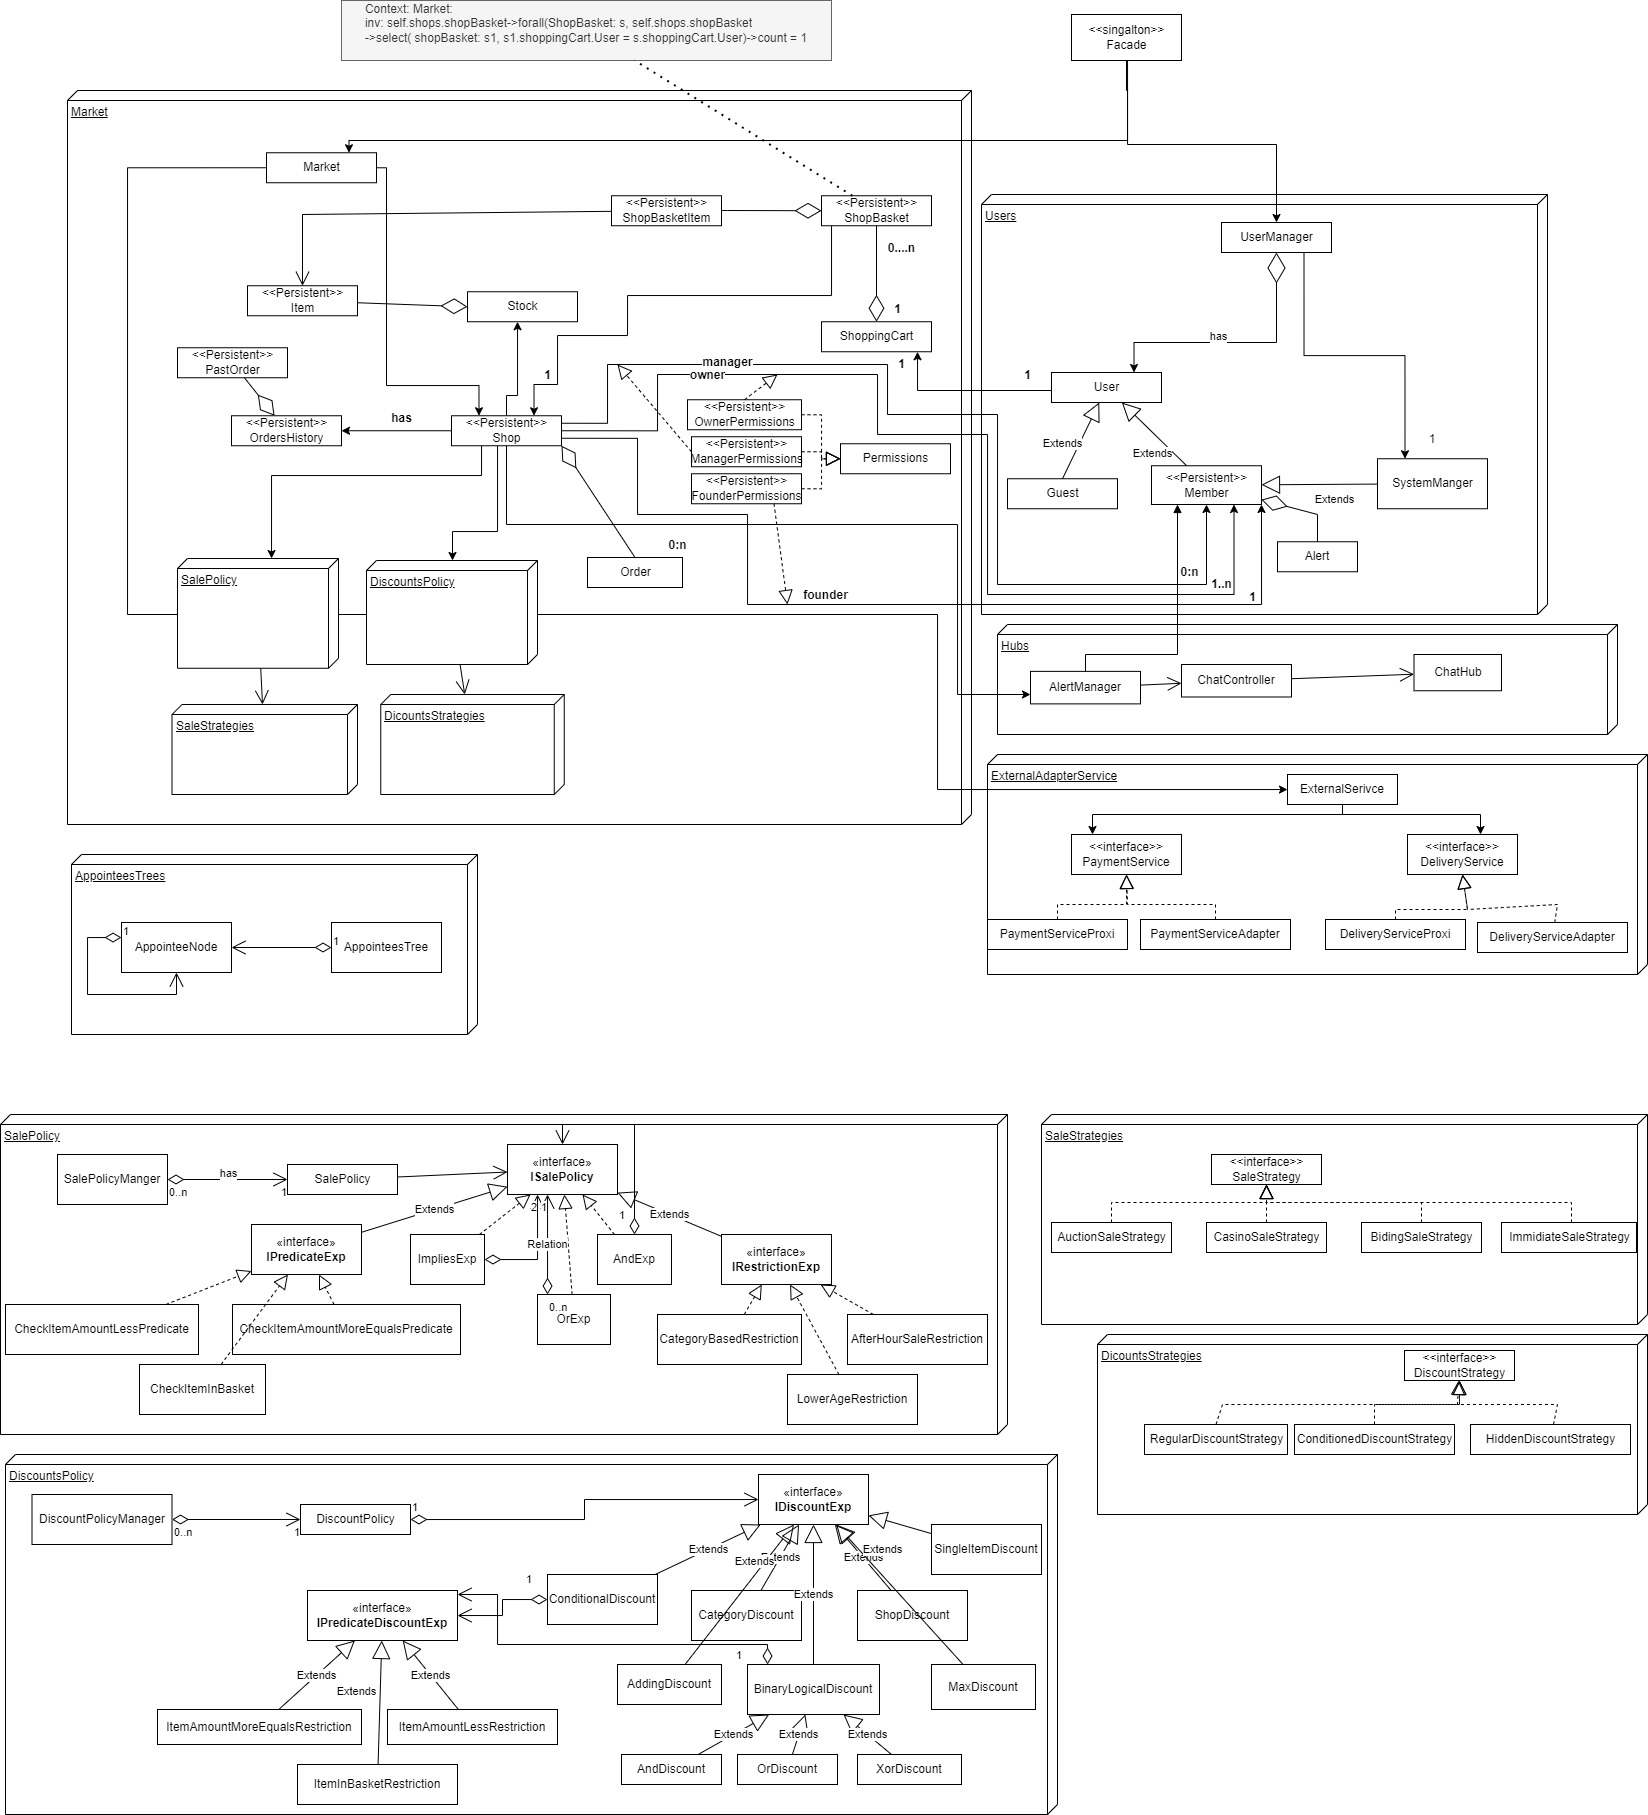 Context: Market:
inv: self.shops.shopBasket->forall(ShopBasket: s, self.shops.shopBasket
->select( shopBasket: s1, s1.shoppingCart.User = s.shoppingCart.User)->count = 1
<<singalton>>
Facade
Market
Market
<<Persistent>>
ShopBasketItem
<<Persistent>>
ShopBasket
0....n
<<Persistent>>
Item
Stock
1
ShoppingCart
<<Persistent>>
PastOrder
1
manager
owner
1
1
has
<<Persistent>>
OrdersHistory
<<Persistent>>
Shop
<<Persistent>>
OwnerPermissions
<<Persistent>>
ManagerPermissions
<<Persistent>>
FounderPermissions
Permissions
0:n
Order
founder
SalePolicy
DiscountsPolicy
SaleStrategies
DicountsStrategies
Users
UserManager
has
User
Extends
Extends
1
Guest
<<Persistent>>
Member
SystemManger
Extends
Alert
0:n
1..n
1
Hubs
AlertManager
ChatController
ChatHub
ExternalAdapterService
ExternalSerivce
<<interface>>
PaymentService
<<interface>>
DeliveryService
PaymentServiceProxi
PaymentServiceAdapter
DeliveryServiceProxi
DeliveryServiceAdapter
AppointeesTrees
1
AppointeeNode
1
AppointeesTree
SalePolicy
SalePolicyManger
0..n
has
1
SalePolicy
«interface»
ISalePolicy
Extends
2
1
1
Extends
«interface»
IPredicateExp
ImpliesExp
Relation
AndExp
«interface»
IRestrictionExp
0..n
OrExp
CheckItemAmountLessPredicate
CheckItemAmountMoreEqualsPredicate
CheckItemInBasket
CategoryBasedRestriction
AfterHourSaleRestriction
LowerAgeRestriction
SaleStrategies
<<interface>>
SaleStrategy
AuctionSaleStrategy
CasinoSaleStrategy
BidingSaleStrategy
ImmidiateSaleStrategy
DicountsStrategies
<<interface>>
DiscountStrategy
RegularDiscountStrategy
ConditionedDiscountStrategy
HiddenDiscountStrategy
DiscountsPolicy
DiscountPolicyManager
0..n
1
DiscountPolicy
1
«interface»
IDiscountExp
SingleItemDiscount
Extends
Extends
Extends
Extends
Extends
Extends
1
ConditionalDiscount
CategoryDiscount
ShopDiscount
«interface»
IPredicateDiscountExp
1
AddingDiscount
BinaryLogicalDiscount
MaxDiscount
Extends
Extends
Extends
ItemAmountMoreEqualsRestriction
ItemAmountLessRestriction
ItemInBasketRestriction
Extends
Extends
Extends
AndDiscount
OrDiscount
XorDiscount